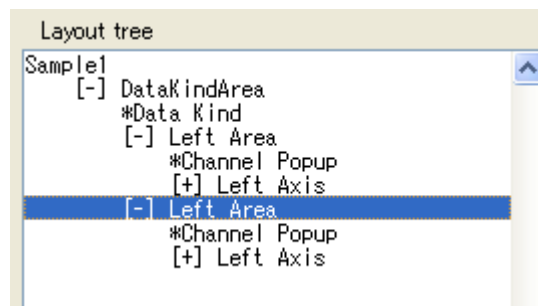 Layout tree
Sample1
[-] DataKindArea
*Data Kind
[-] Left Area
*Channel Popup
[+] Left Axis
[-] Left Area
*Channel Popup
[+] Left Axis